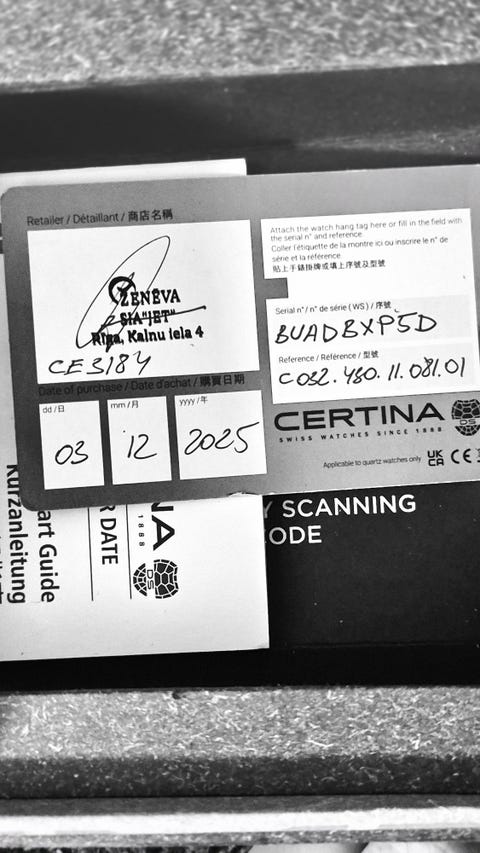 Retailer / Détaillant / 商店名稱
ŽENĒVA
SIA "JET"
Rīga, Kalnu iela 4
CE3184
Date of purchase / Date d'achat / 購買日期
dd / 日
03
mm / 月
12
yyyy / 年
2025
Attach the watch hang tag here or fill in the field with
the serial n° and reference.
Coller l'étiquette de la montre ici ou inscrire le n° de
série et la référence.
貼上手錶掛牌或填上序號及型號
Serial n° / n° de série (WS) / 序號
BUADBXP5D
Reference / Référence / 型號
C032.430.11.081.01
CERTINA
DS
SWISS WATCHES SINCE 1888
Applicable to quartz watches only
UK
CA
CE
Y SCANNING
ODE
art Guide
Kurzanleitung
R DATE
NA
1888
DS